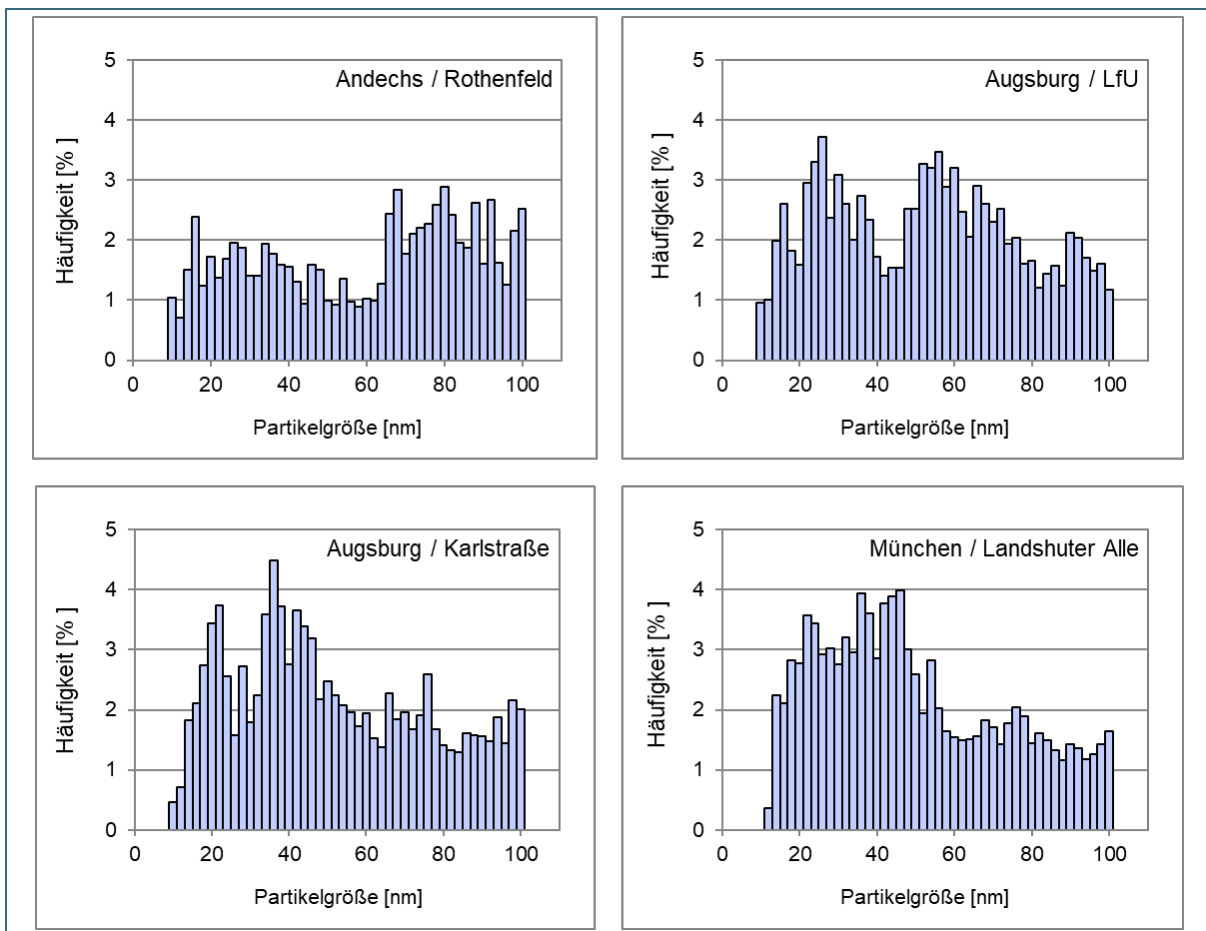 Andechs / Rothenfeld
Häufigkeit [% ]
5
4
3
2
1
0
0 20 40 60 80 100
Partikelgröße [nm]
Augsburg / LfU
Häufigkeit [% ]
5
4
3
2
1
0
0 20 40 60 80 100
Partikelgröße [nm]
Augsburg / Karlstraße
Häufigkeit [% ]
5
4
3
2
1
0
0 20 40 60 80 100
Partikelgröße [nm]
München / Landshuter Alle
Häufigkeit [% ]
5
4
3
2
1
0
0 20 40 60 80 100
Partikelgröße [nm]